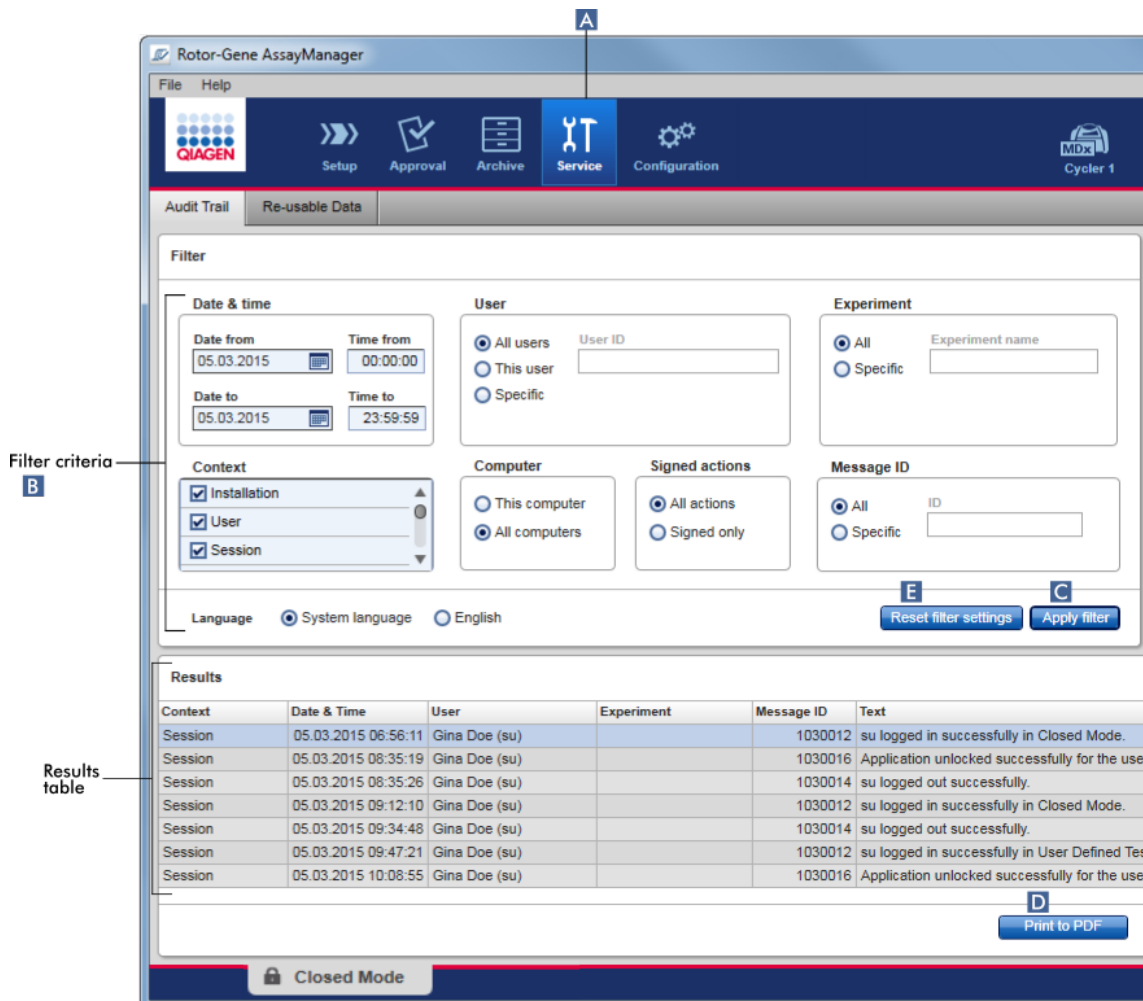 A
Rotor-Gene AssayManager
File Help
QIAGEN
Setup Approval Archive Service Configuration
MDx
Cycler 1
Audit Trail Re-usable Data
Filter
Date & time User Experiment
Date from Time from
05.03.2015 00:00:00
Date to Time to
05.03.2015 23:59:59
All users User ID
This user
Specific
All Experiment name
Specific
Filter criteria
B
Context Computer Signed actions Message ID
Installation
User
Session
This computer
All computers
All actions
Signed only
All ID
Specific
E C
Language System language English Reset filter settings Apply filter
Results
Context Date & Time User Experiment Message ID Text
Session 05.03.2015 06:56:11 Gina Doe (su) 1030012 su logged in successfully in Closed Mode.
Session 05.03.2015 08:35:19 Gina Doe (su) 1030016 Application unlocked successfully for the use
Session 05.03.2015 08:35:26 Gina Doe (su) 1030014 su logged out successfully.
Session 05.03.2015 09:12:10 Gina Doe (su) 1030012 su logged in successfully in Closed Mode.
Session 05.03.2015 09:34:48 Gina Doe (su) 1030014 su logged out successfully.
Session 05.03.2015 09:47:21 Gina Doe (su) 1030012 su logged in successfully in User Defined Tes
Session 05.03.2015 10:08:55 Gina Doe (su) 1030016 Application unlocked successfully for the use
Results
table
D
Print to PDF
Closed Mode